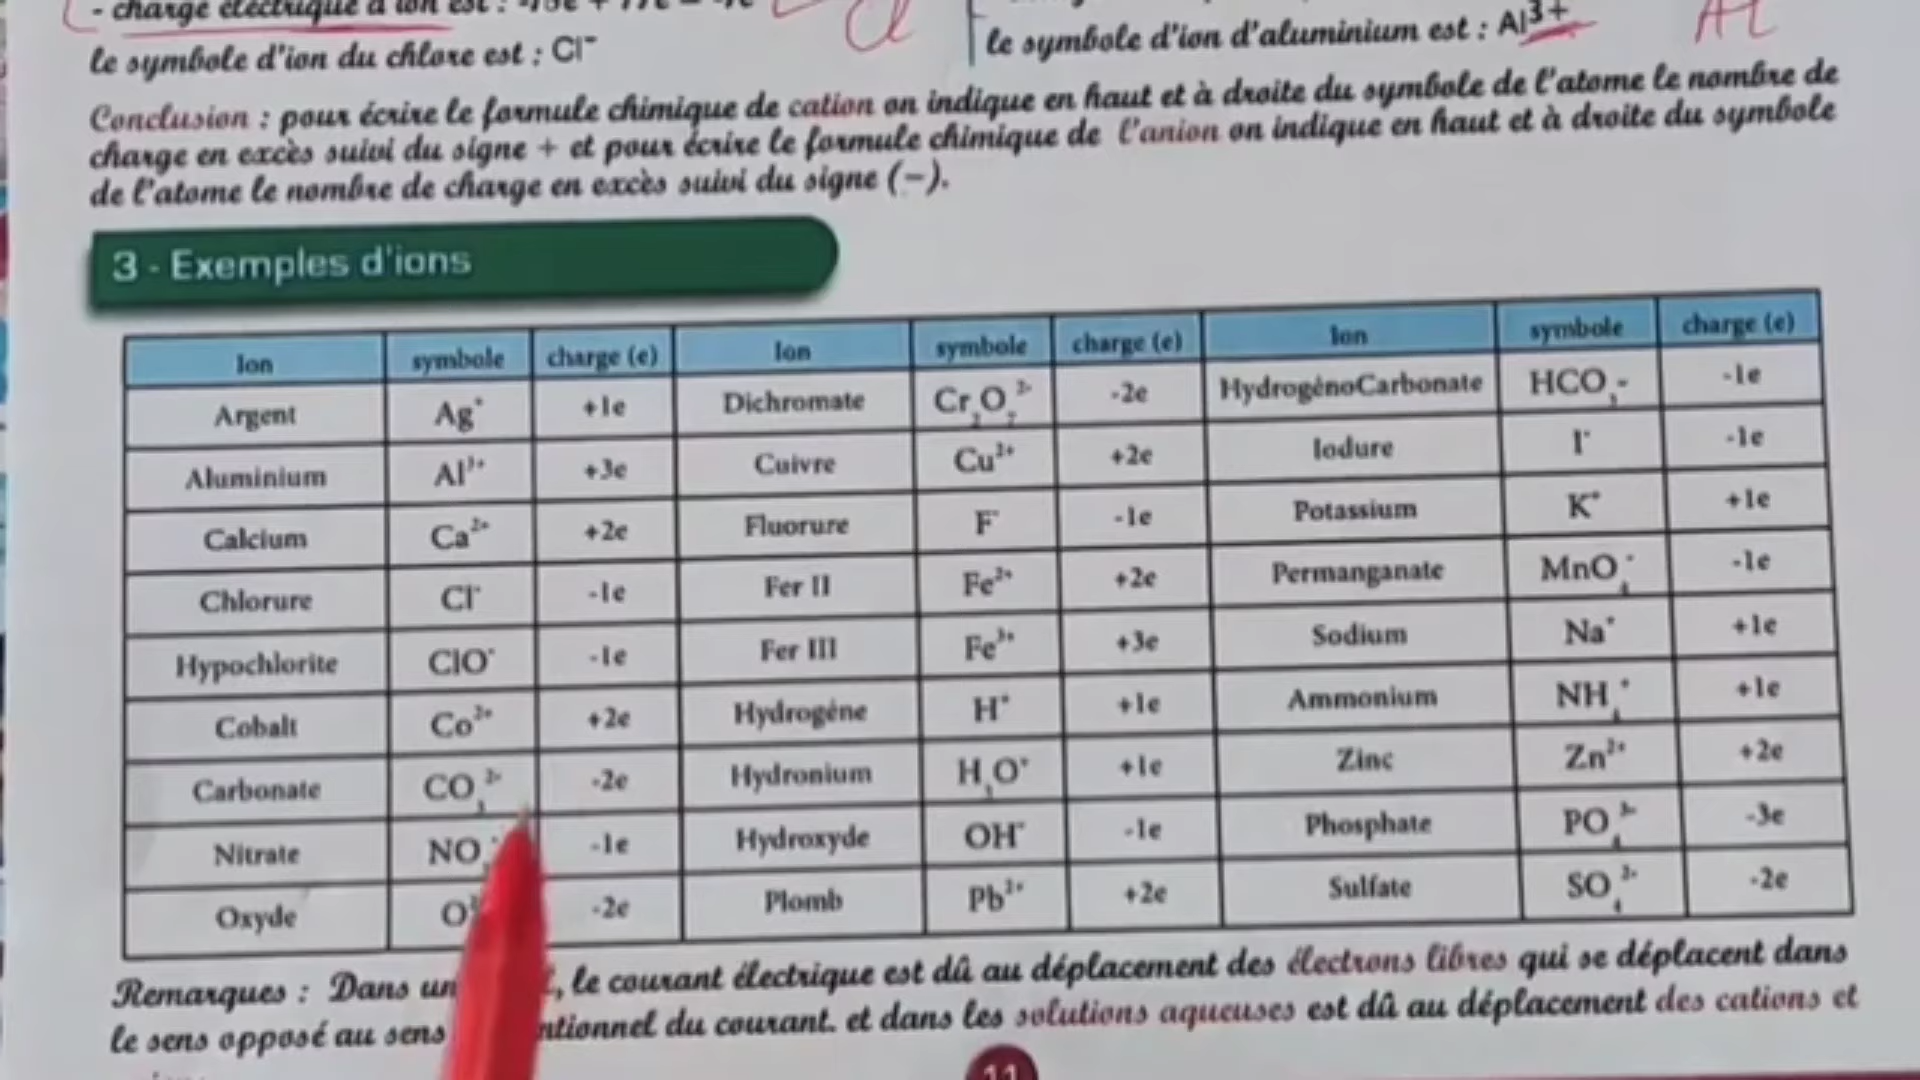 - charge électrique d'ion est :
le symbole d'ion du chlore est : Cl⁻
Cl
le symbole d'ion d'aluminium est : Al³⁺
Al
Conclusion : pour écrire le formule chimique de cation on indique en haut et à droite du symbole de l'atome le nombre de
charge en excès suivi du signe + et pour écrire le formule chimique de l'anion on indique en haut et à droite du symbole
de l'atome le nombre de charge en excès suivi du signe (-).
3 - Exemples d'ions
Ion symbole charge (e) Ion symbole charge (e) Ion symbole charge (e)
Argent Ag⁺ +1e Dichromate Cr₂O₇²⁻ -2e HydrogénoCarbonate HCO₃- -1e
Aluminium Al³⁺ +3e Cuivre Cu²⁺ +2e Iodure I⁻ -1e
Calcium Ca²⁺ +2e Fluorure F⁻ -1e Potassium K⁺ +1e
Chlorure Cl⁻ -1e Fer II Fe²⁺ +2e Permanganate MnO₄⁻ -1e
Hypochlorite ClO⁻ -1e Fer III Fe³⁺ +3e Sodium Na⁺ +1e
Cobalt Co²⁺ +2e Hydrogéne H⁺ +1e Ammonium NH₄⁺ +1e
Carbonate CO₃²⁻ -2e Hydronium H₃O⁺ +1e Zinc Zn²⁺ +2e
Nitrate NO -1e Hydroxyde OH⁻ -1e Phosphate PO₄³⁻ -3e
Oxyde O -2e Plomb Pb²⁺ +2e Sulfate SO₄²⁻ -2e
Remarques : Dans un , le courant électrique est dû au déplacement des électrons libres qui se déplacent dans
le sens opposé au sens ntionnel du courant. et dans les solutions aqueuses est dû au déplacement des cations et
11